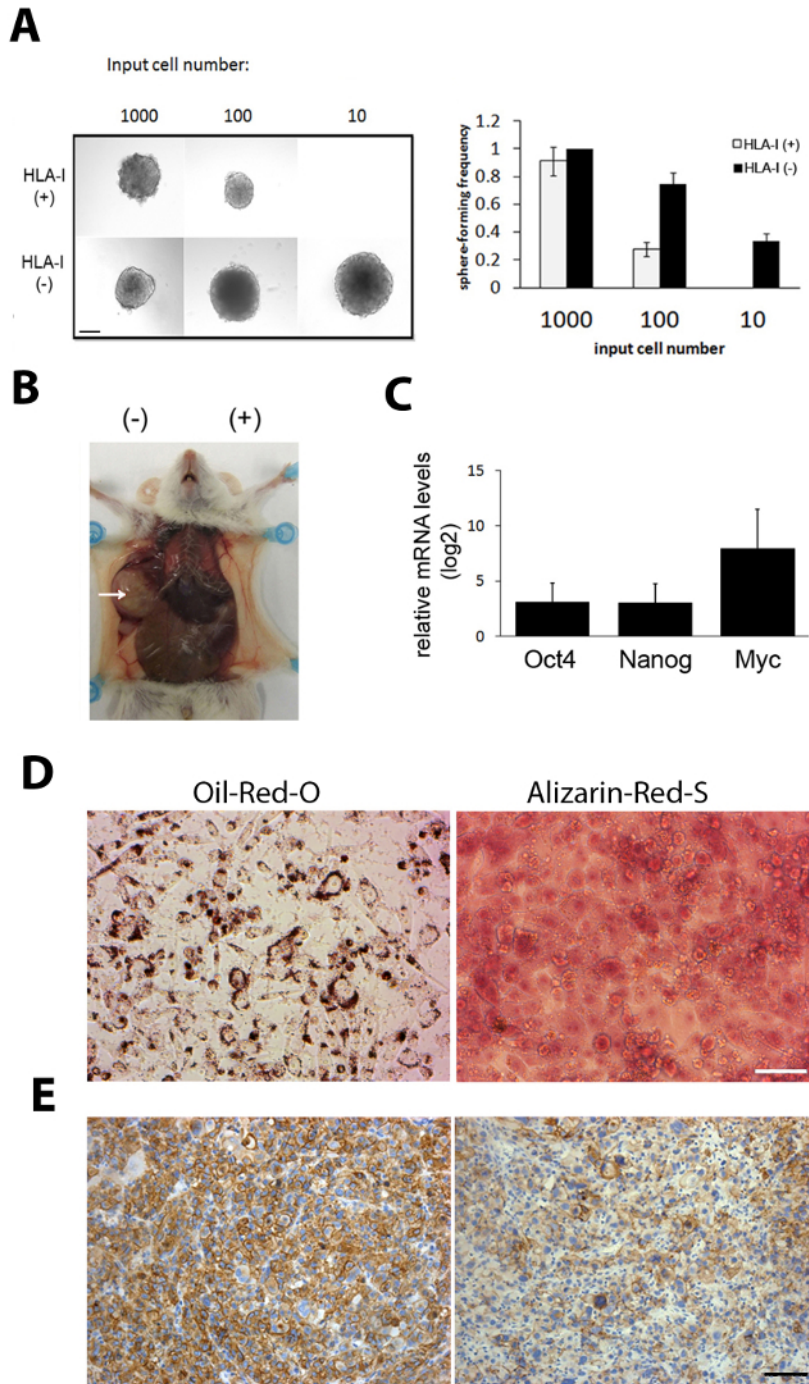 A
Input cell number:
1000 100 10
HLA-I
(+)
HLA-I
(-)
sphere-forming frequency
1.2
1
0.8
0.6
0.4
0.2
0
HLA-I (+)
HLA-I (-)
1000 100 10
input cell number
B
(-) (+)
C
relative mRNA levels
(log2)
15
10
5
0
Oct4 Nanog Myc
D
Oil-Red-O Alizarin-Red-S
E